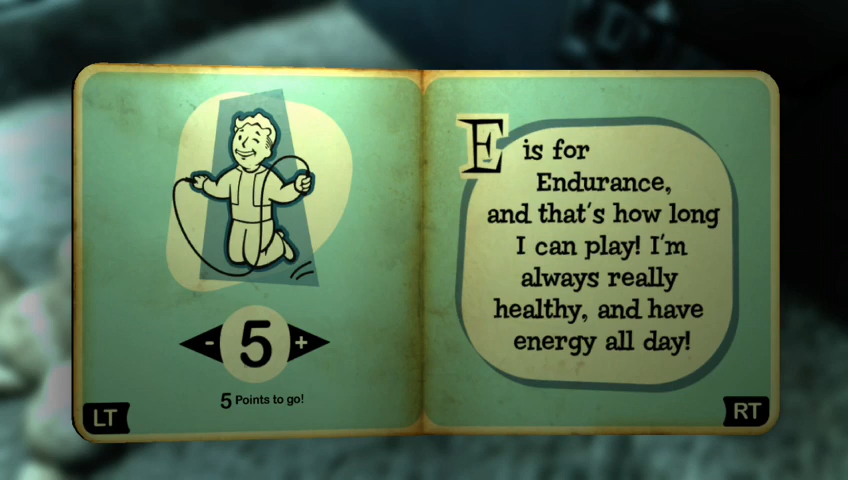 - 5 +
5 Points to go!
LT
E is for
Endurance,
and that's how long
I can play! I'm
always really
healthy, and have
energy all day!
RT